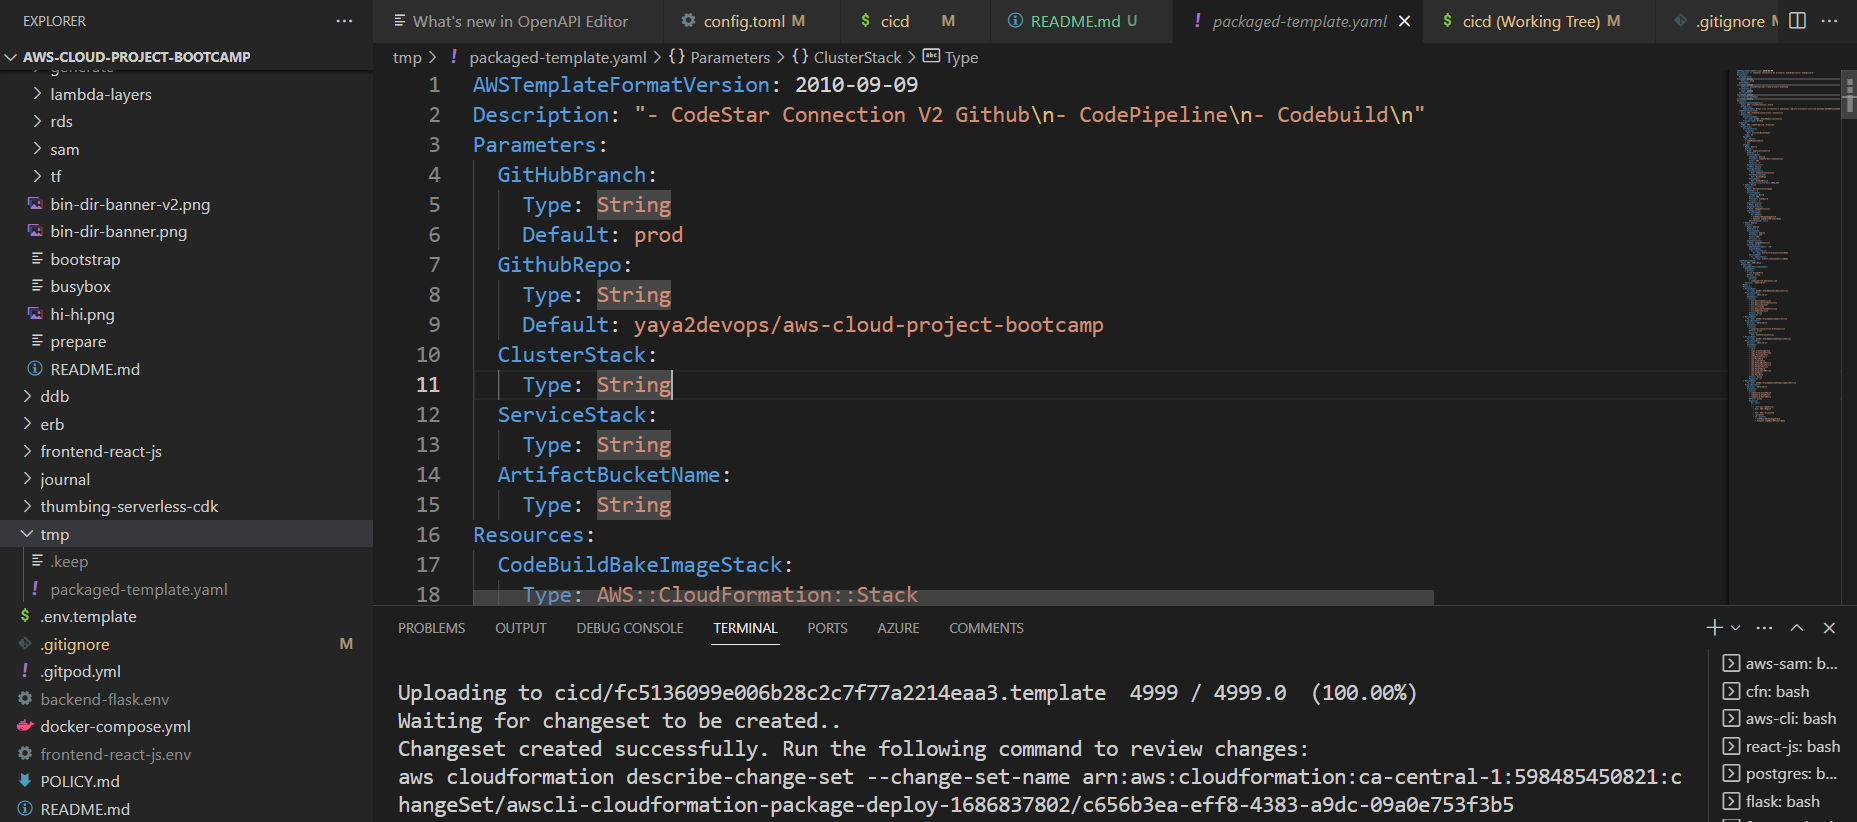 EXPLORER
AWS-CLOUD-PROJECT-BOOTCAMP
generate
lambda-layers
rds
sam
tf
bin-dir-banner-v2.png
bin-dir-banner.png
bootstrap
busybox
hi-hi.png
prepare
README.md
ddb
erb
frontend-react-js
journal
thumbing-serverless-cdk
tmp
.keep
packaged-template.yaml
.env.template
.gitignore M
.gitpod.yml
backend-flask.env
docker-compose.yml
frontend-react-js.env
POLICY.md
README.md
What's new in OpenAPI Editor
config.toml M
$ cicd M
README.md U
! packaged-template.yaml
$ cicd (Working Tree) M
.gitignore M
tmp > ! packaged-template.yaml > {} Parameters > {} ClusterStack > abc Type
1 AWSTemplateFormatVersion: 2010-09-09
2 Description: "- CodeStar Connection V2 Github\n- CodePipeline\n- Codebuild\n"
3 Parameters:
4 GitHubBranch:
5 Type: String
6 Default: prod
7 GithubRepo:
8 Type: String
9 Default: yaya2devops/aws-cloud-project-bootcamp
10 ClusterStack:
11 Type: String
12 ServiceStack:
13 Type: String
14 ArtifactBucketName:
15 Type: String
16 Resources:
17 CodeBuildBakeImageStack:
18 Type: AWS::CloudFormation::Stack
PROBLEMS OUTPUT DEBUG CONSOLE TERMINAL PORTS AZURE COMMENTS
Uploading to cicd/fc5136099e006b28c2c7f77a2214eaa3.template 4999 / 4999.0 (100.00%)
Waiting for changeset to be created..
Changeset created successfully. Run the following command to review changes:
aws cloudformation describe-change-set --change-set-name arn:aws:cloudformation:ca-central-1:598485450821:c
hangeSet/awscli-cloudformation-package-deploy-1686837802/c656b3ea-eff8-4383-a9dc-09a0e753f3b5
aws-sam: b...
cfn: bash
aws-cli: bash
react-js: bash
postgres: b...
flask: bash